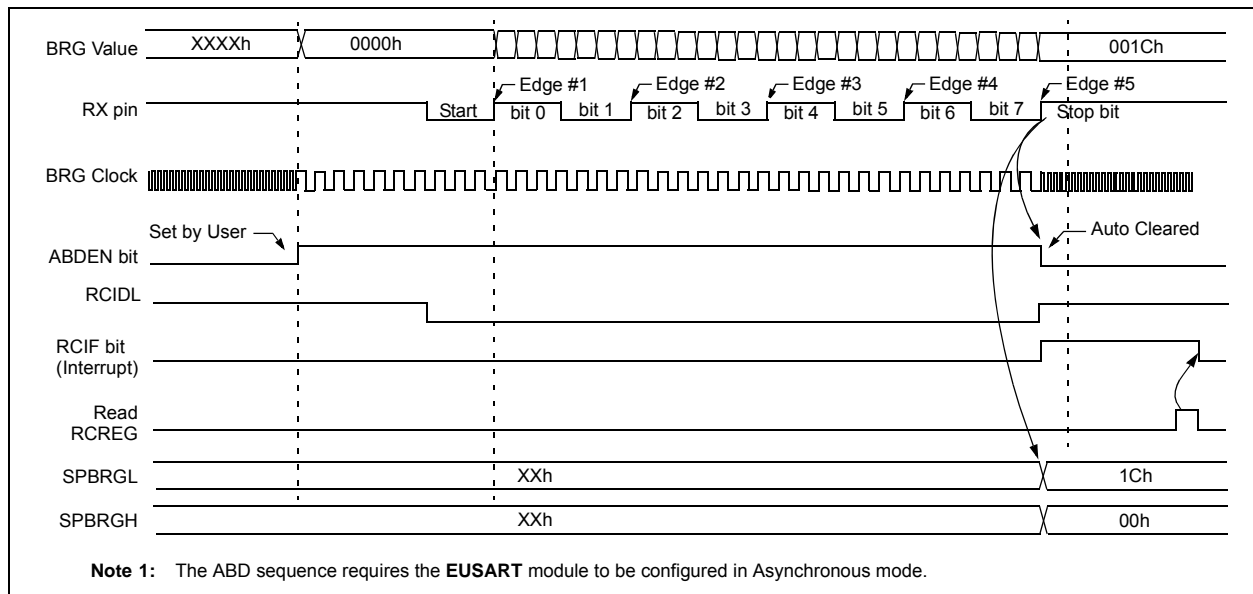 BRG Value XXXXh 0000h 001Ch
Edge #1 Edge #2 Edge #3 Edge #4 Edge #5
RX pin Start bit 0 bit 1 bit 2 bit 3 bit 4 bit 5 bit 6 bit 7 Stop bit
BRG Clock
Set by User Auto Cleared
ABDEN bit
RCIDL
RCIF bit
(Interrupt)
Read
RCREG
SPBRGL XXh 1Ch
SPBRGH XXh 00h
Note 1: The ABD sequence requires the EUSART module to be configured in Asynchronous mode.